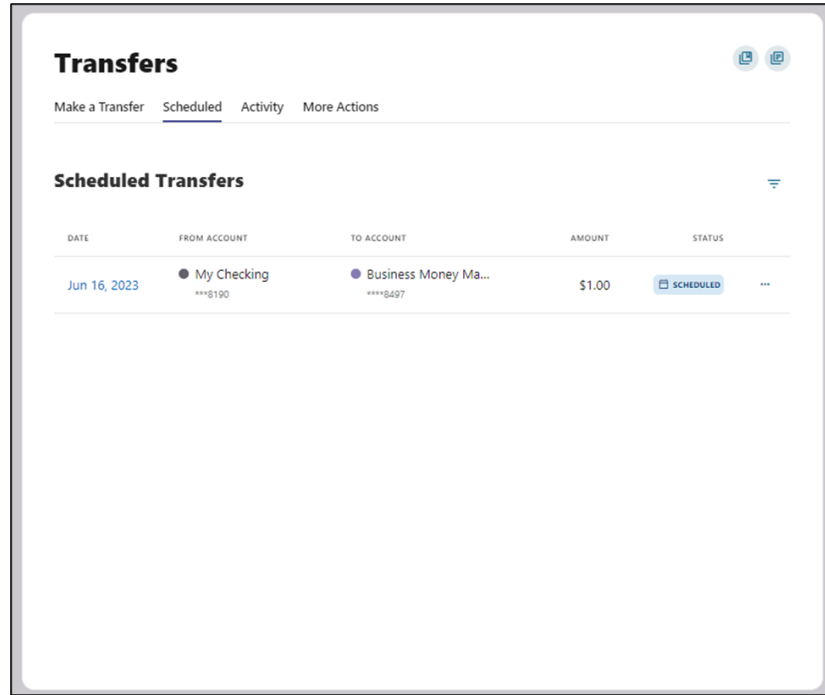 Transfers
Make a Transfer Scheduled Activity More Actions
Scheduled Transfers
DATE FROM ACCOUNT TO ACCOUNT AMOUNT STATUS
Jun 16, 2023 My Checking Business Money Ma... $1.00 SCHEDULED ...
***8190 ****8497